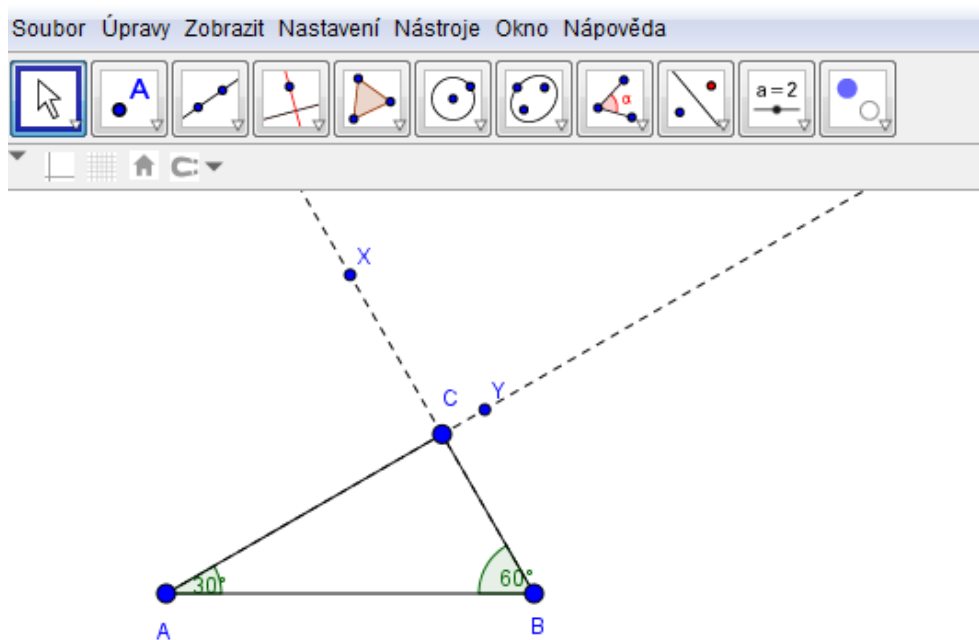 Soubor Úpravy Zobrazit Nastavení Nástroje Okno Nápověda
A α a = 2
X
C Y
30° 60°
A B